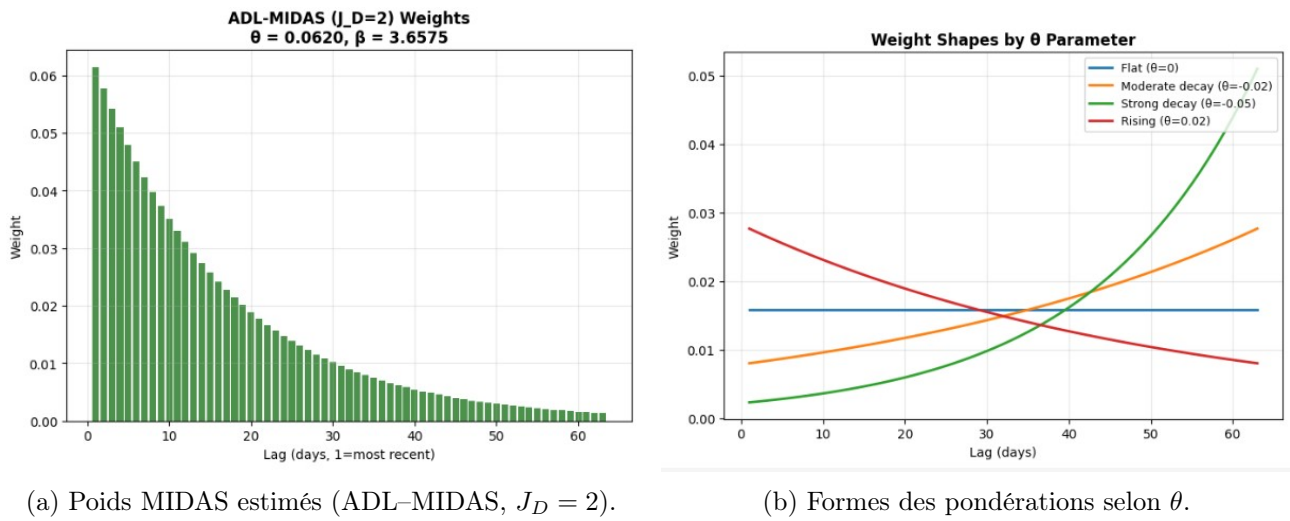 ADL-MIDAS (J_D=2) Weights
θ = 0.0620, β = 3.6575
Weight
0.06
0.05
0.04
0.03
0.02
0.01
0.00
0 10 20 30 40 50 60
Lag (days, 1=most recent)
(a) Poids MIDAS estimés (ADL–MIDAS, J_D = 2).
Weight Shapes by θ Parameter
Flat (θ=0)
Moderate decay (θ=-0.02)
Strong decay (θ=-0.05)
Rising (θ=0.02)
Weight
0.05
0.04
0.03
0.02
0.01
0.00
0 10 20 30 40 50 60
Lag (days)
(b) Formes des pondérations selon θ.